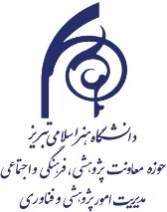 دانشگاه هنر اسلامی تبریز
حوزه معاونت پژوهشی، فرهنگی و اجتماعی
مدیریت امور پژوهشی و فناوری